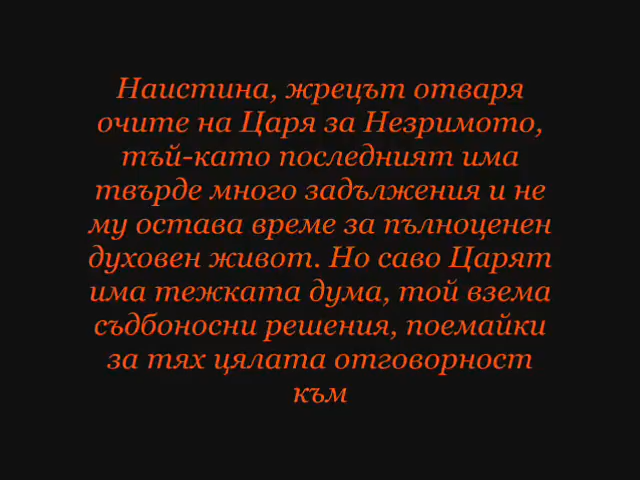 Наистина, жрецът отваря
очите на Царя за Незримото,
тъй-като последният има
твърде много задължения и не
му остава време за пълноценен
духовен живот. Но саво Царят
има тежката дума, той взема
съдбоносни решения, поемайки
за тях цялата отговорност
към